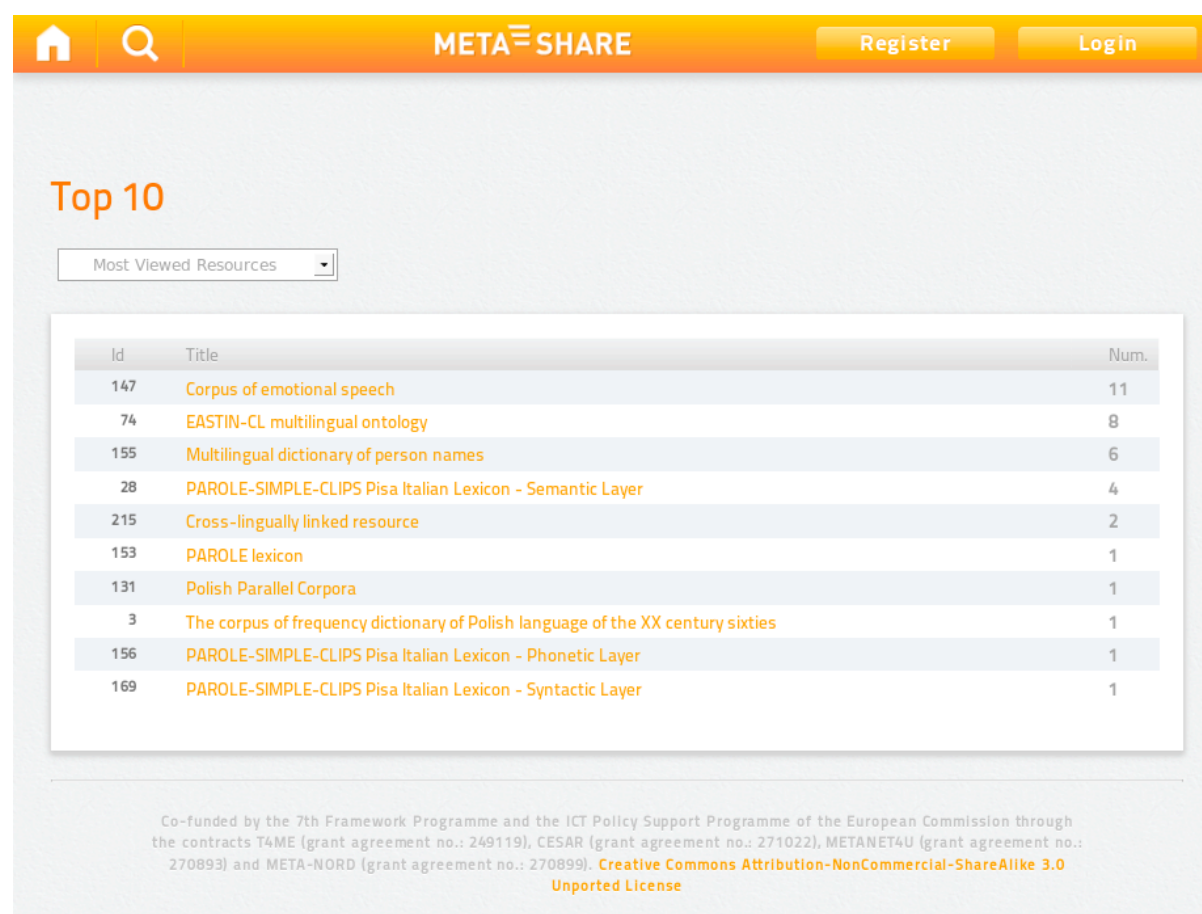 META SHARE Register Login
Top 10
Most Viewed Resources
Id Title Num.
147 Corpus of emotional speech 11
74 EASTIN-CL multilingual ontology 8
155 Multilingual dictionary of person names 6
28 PAROLE-SIMPLE-CLIPS Pisa Italian Lexicon - Semantic Layer 4
215 Cross-lingually linked resource 2
153 PAROLE lexicon 1
131 Polish Parallel Corpora 1
3 The corpus of frequency dictionary of Polish language of the XX century sixties 1
156 PAROLE-SIMPLE-CLIPS Pisa Italian Lexicon - Phonetic Layer 1
169 PAROLE-SIMPLE-CLIPS Pisa Italian Lexicon - Syntactic Layer 1
Co-funded by the 7th Framework Programme and the ICT Policy Support Programme of the European Commission through
the contracts T4ME (grant agreement no.: 249119), CESAR (grant agreement no.: 271022), METANET4U (grant agreement no.:
270893) and META-NORD (grant agreement no.: 270899). Creative Commons Attribution-NonCommercial-ShareAlike 3.0
Unported License